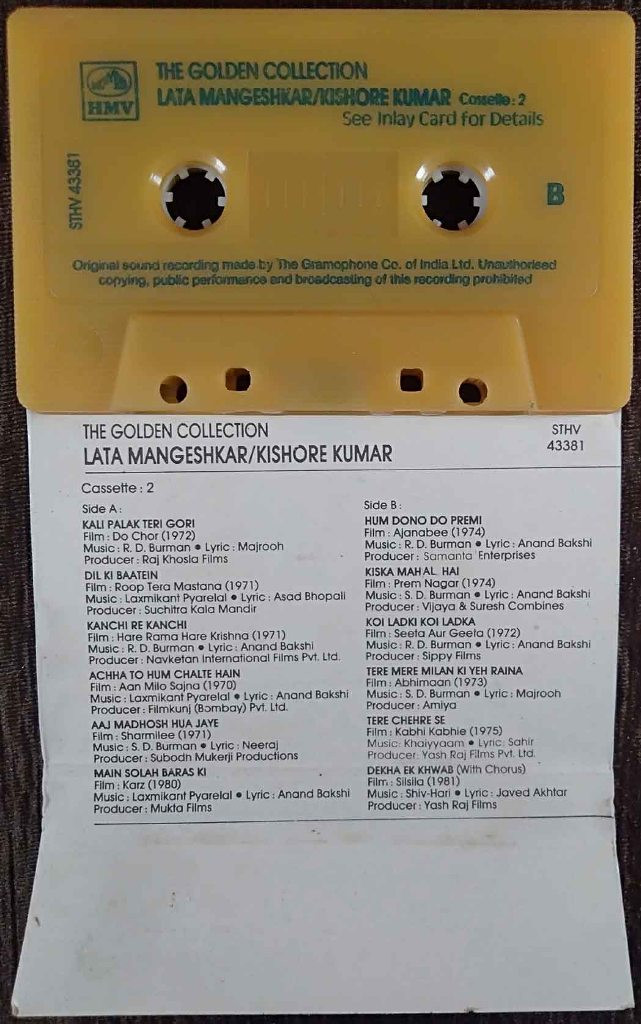 THE GOLDEN COLLECTION
HMV
LATA MANGESHKAR/KISHORE KUMAR Cassette: 2
See Inlay Card for Details
STHV 43381
B
Original sound recording made by The Gramophone Co. of India Ltd. Unauthorised
copying, public performance and broadcasting of this recording prohibited
THE GOLDEN COLLECTION
LATA MANGESHKAR/KISHORE KUMAR
STHV
43381
Cassette : 2
Side A :
KALI PALAK TERI GORI
Film : Do Chor (1972)
Music : R. D. Burman ● Lyric : Majrooh
Producer : Raj Khosla Films
DIL KI BAATEIN
Film : Roop Tera Mastana (1971)
Music : Laxmikant Pyarelal ● Lyric : Asad Bhopali
Producer : Suchitra Kala Mandir
KANCHI RE KANCHI
Film : Hare Rama Hare Krishna (1971)
Music : R. D. Burman ● Lyric : Anand Bakshi
Producer : Navketan International Films Pvt. Ltd.
ACHHA TO HUM CHALTE HAIN
Film : Aan Milo Sajna (1970)
Music : Laxmikant Pyarelal ● Lyric : Anand Bakshi
Producer : Filmkunj (Bombay) Pvt. Ltd.
AAJ MADHOSH HUA JAYE
Film : Sharmilee (1971)
Music : S. D. Burman ● Lyric : Neeraj
Producer : Subodh Mukerji Productions
MAIN SOLAH BARAS KI
Film : Karz (1980)
Music : Laxmikant Pyarelal ● Lyric : Anand Bakshi
Producer : Mukta Films
Side B :
HUM DONO DO PREMI
Film : Ajanabee (1974)
Music : R. D. Burman ● Lyric : Anand Bakshi
Producer : Samanta Enterprises
KISKA MAHAL HAI
Film : Prem Nagar (1974)
Music : S. D. Burman ● Lyric : Anand Bakshi
Producer : Vijaya & Suresh Combines
KOI LADKI KOI LADKA
Film : Seeta Aur Geeta (1972)
Music : R. D. Burman ● Lyric : Anand Bakshi
Producer : Sippy Films
TERE MERE MILAN KI YEH RAINA
Film : Abhimaan (1973)
Music : S. D. Burman ● Lyric : Majrooh
Producer : Amiya
TERE CHEHRE SE
Film : Kabhi Kabhie (1975)
Music : Khaiyyaam ● Lyric : Sahir
Producer : Yash Raj Films Pvt. Ltd.
DEKHA EK KHWAB (With Chorus)
Film : Silsila (1981)
Music : Shiv-Hari ● Lyric : Javed Akhtar
Producer : Yash Raj Films